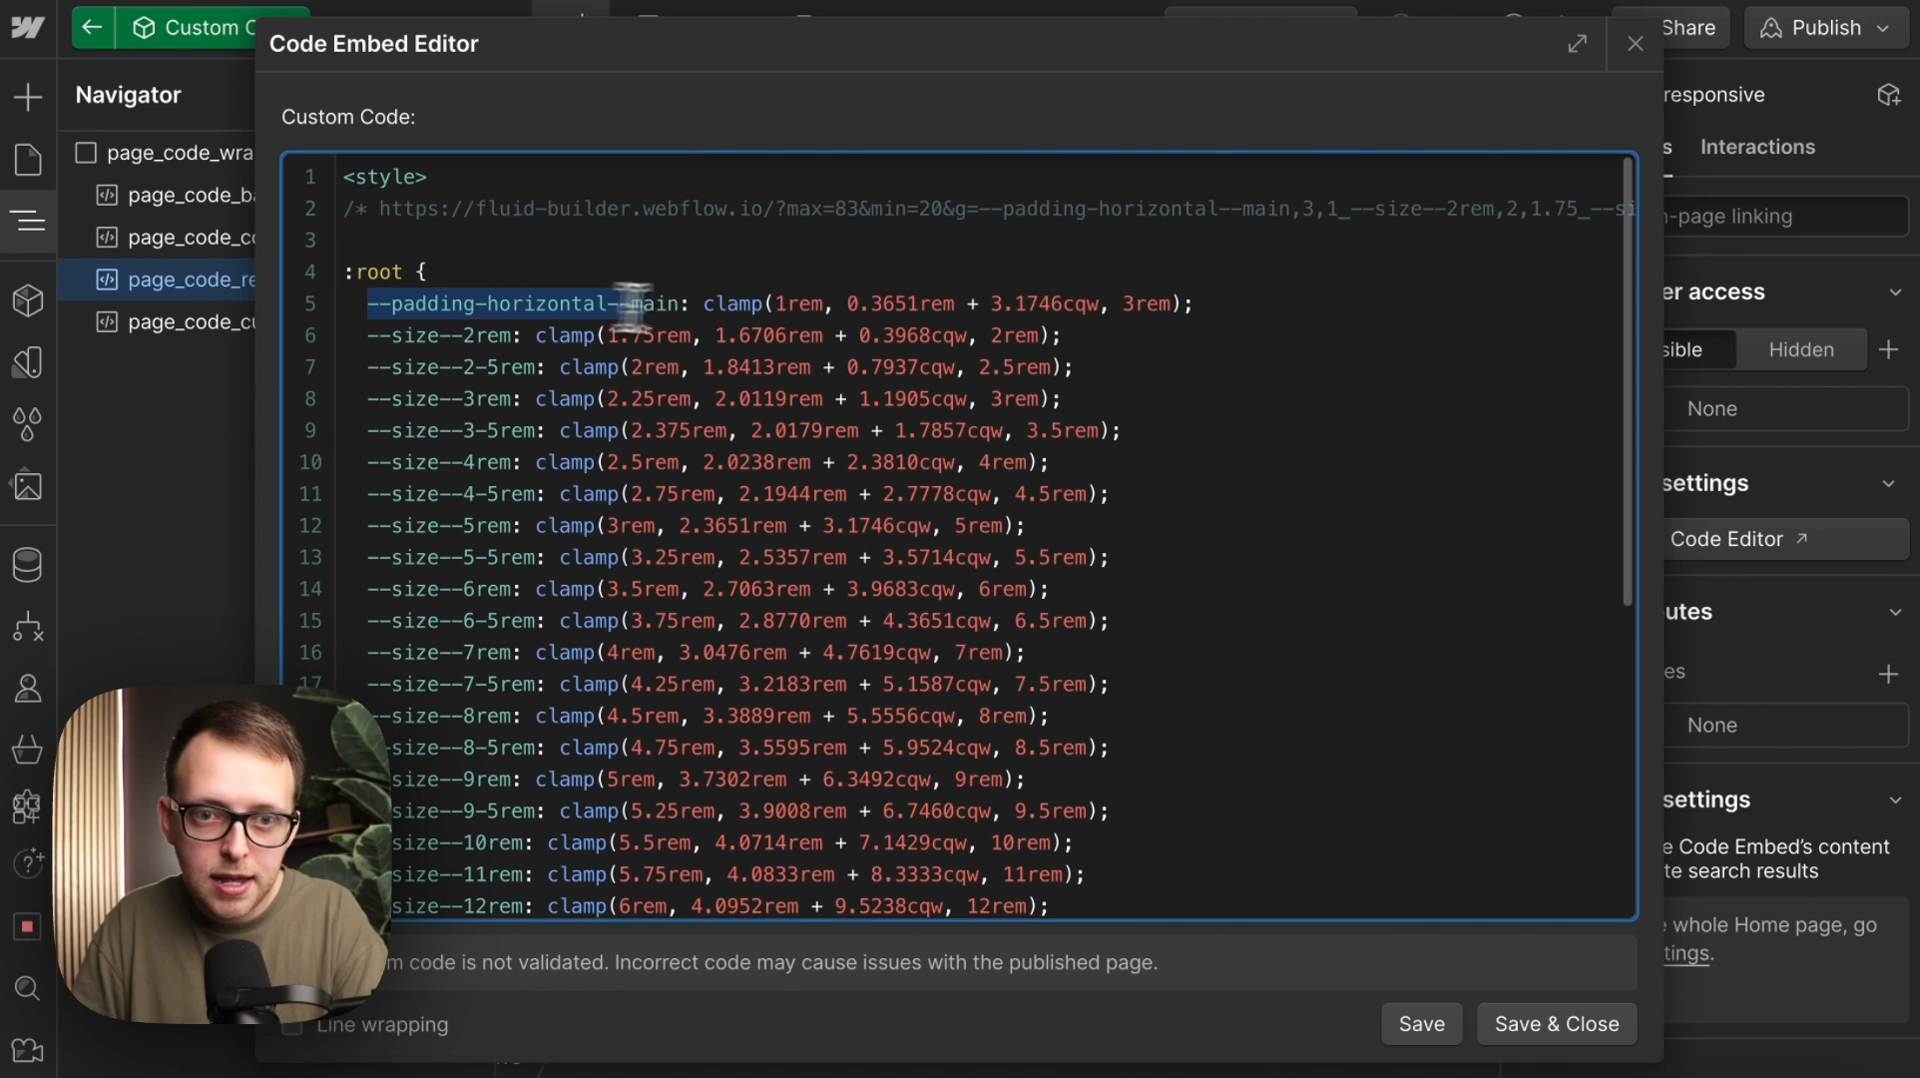 Custom C
Code Embed Editor
Share
Publish
Navigator
responsive
Custom Code:
Interactions
page_code_wra
page_code_ba
page_code_co
page_code_re
page_code_cu
1 <style>
2 /* https://fluid-builder.webflow.io/?max=83&min=20&g=--padding-horizontal--main,3,1_--size--2rem,2,1.75_--si
3
4 :root {
5 --padding-horizontal--main: clamp(1rem, 0.3651rem + 3.1746cqw, 3rem);
6 --size--2rem: clamp(1.75rem, 1.6706rem + 0.3968cqw, 2rem);
7 --size--2-5rem: clamp(2rem, 1.8413rem + 0.7937cqw, 2.5rem);
8 --size--3rem: clamp(2.25rem, 2.0119rem + 1.1905cqw, 3rem);
9 --size--3-5rem: clamp(2.375rem, 2.0179rem + 1.7857cqw, 3.5rem);
10 --size--4rem: clamp(2.5rem, 2.0238rem + 2.3810cqw, 4rem);
11 --size--4-5rem: clamp(2.75rem, 2.1944rem + 2.7778cqw, 4.5rem);
12 --size--5rem: clamp(3rem, 2.3651rem + 3.1746cqw, 5rem);
13 --size--5-5rem: clamp(3.25rem, 2.5357rem + 3.5714cqw, 5.5rem);
14 --size--6rem: clamp(3.5rem, 2.7063rem + 3.9683cqw, 6rem);
15 --size--6-5rem: clamp(3.75rem, 2.8770rem + 4.3651cqw, 6.5rem);
16 --size--7rem: clamp(4rem, 3.0476rem + 4.7619cqw, 7rem);
17 --size--7-5rem: clamp(4.25rem, 3.2183rem + 5.1587cqw, 7.5rem);
size--8rem: clamp(4.5rem, 3.3889rem + 5.5556cqw, 8rem);
size--8-5rem: clamp(4.75rem, 3.5595rem + 5.9524cqw, 8.5rem);
size--9rem: clamp(5rem, 3.7302rem + 6.3492cqw, 9rem);
size--9-5rem: clamp(5.25rem, 3.9008rem + 6.7460cqw, 9.5rem);
size--10rem: clamp(5.5rem, 4.0714rem + 7.1429cqw, 10rem);
size--11rem: clamp(5.75rem, 4.0833rem + 8.3333cqw, 11rem);
size--12rem: clamp(6rem, 4.0952rem + 9.5238cqw, 12rem);
m code is not validated. Incorrect code may cause issues with the published page.
Line wrapping
Save
Save & Close
s
n-page linking
er access
sible
Hidden
None
settings
Code Editor
utes
es
None
settings
e Code Embed's content
te search results
whole Home page, go
tings.